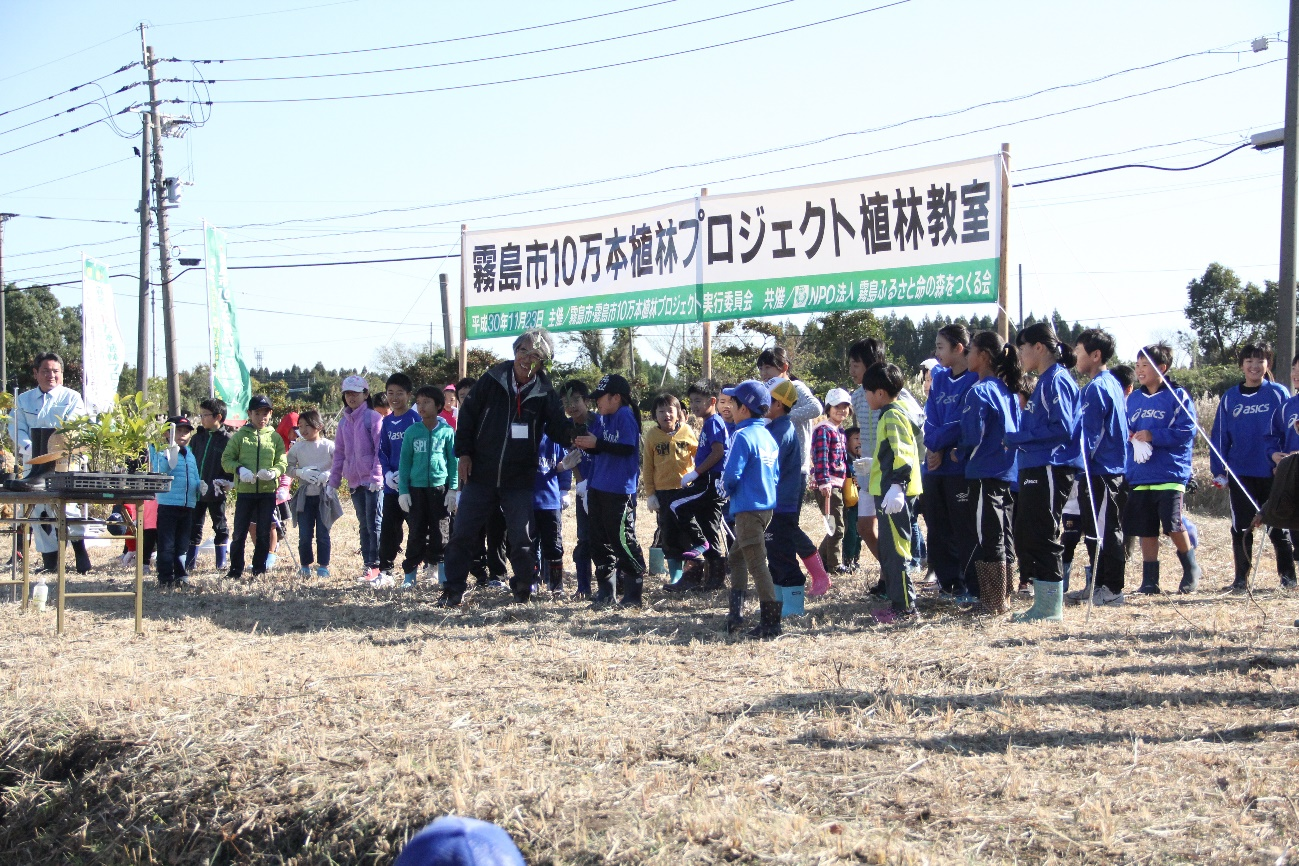 霧島市10万本植林プロジェクト植林教室
平成30年11月23日 主催/霧島市・霧島市10万本植林プロジェクト実行委員会 共催/NPO法人 霧島ふるさと命の森をつくる会
SPI
asics
asics
asics